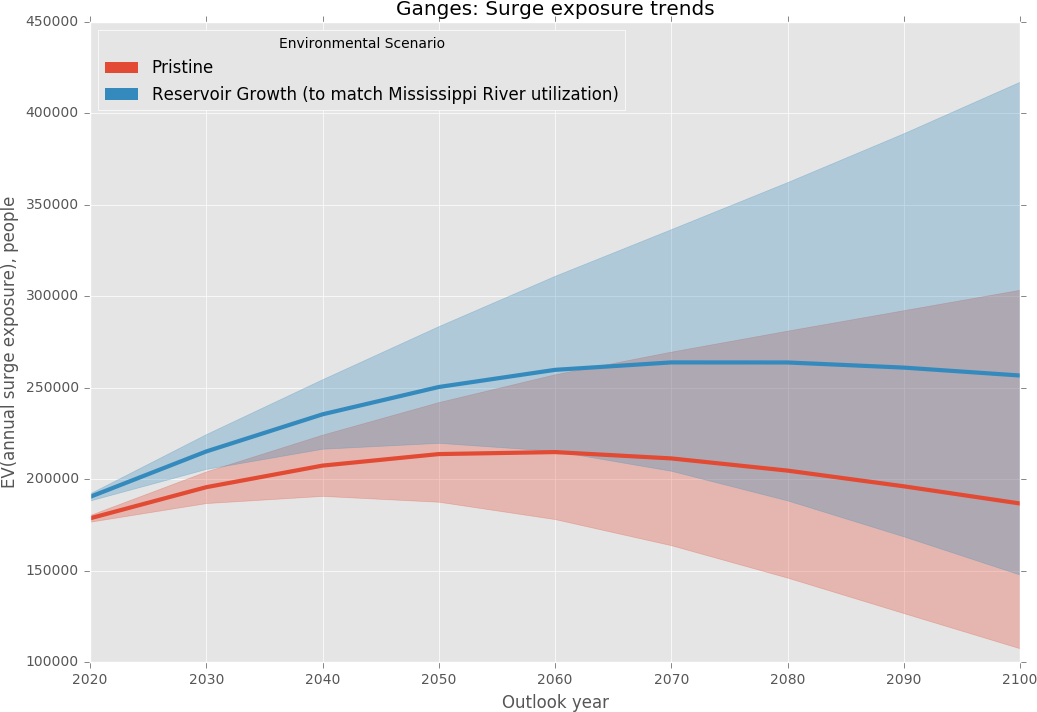 Ganges: Surge exposure trends
Environmental Scenario
Pristine
Reservoir Growth (to match Mississippi River utilization)
EV(annual surge exposure), people
450000
400000
350000
300000
250000
200000
150000
100000
2020 2030 2040 2050 2060 2070 2080 2090 2100
Outlook year